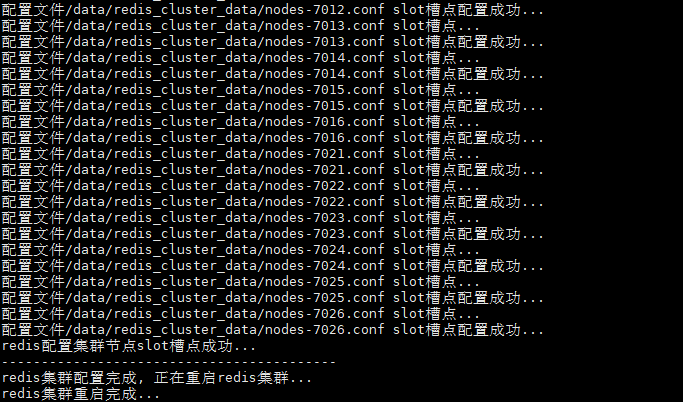 配置文件/data/redis_cluster_data/nodes-7012.conf slot槽点配置成功...
配置文件/data/redis_cluster_data/nodes-7013.conf slot槽点...
配置文件/data/redis_cluster_data/nodes-7013.conf slot槽点配置成功...
配置文件/data/redis_cluster_data/nodes-7014.conf slot槽点...
配置文件/data/redis_cluster_data/nodes-7014.conf slot槽点配置成功...
配置文件/data/redis_cluster_data/nodes-7015.conf slot槽点...
配置文件/data/redis_cluster_data/nodes-7015.conf slot槽点配置成功...
配置文件/data/redis_cluster_data/nodes-7016.conf slot槽点...
配置文件/data/redis_cluster_data/nodes-7016.conf slot槽点配置成功...
配置文件/data/redis_cluster_data/nodes-7021.conf slot槽点...
配置文件/data/redis_cluster_data/nodes-7021.conf slot槽点配置成功...
配置文件/data/redis_cluster_data/nodes-7022.conf slot槽点...
配置文件/data/redis_cluster_data/nodes-7022.conf slot槽点配置成功...
配置文件/data/redis_cluster_data/nodes-7023.conf slot槽点...
配置文件/data/redis_cluster_data/nodes-7023.conf slot槽点配置成功...
配置文件/data/redis_cluster_data/nodes-7024.conf slot槽点...
配置文件/data/redis_cluster_data/nodes-7024.conf slot槽点配置成功...
配置文件/data/redis_cluster_data/nodes-7025.conf slot槽点...
配置文件/data/redis_cluster_data/nodes-7025.conf slot槽点配置成功...
配置文件/data/redis_cluster_data/nodes-7026.conf slot槽点...
配置文件/data/redis_cluster_data/nodes-7026.conf slot槽点配置成功...
redis配置集群节点slot槽点成功...
------------------------------------------
redis集群配置完成, 正在重启redis集群...
redis集群重启完成...